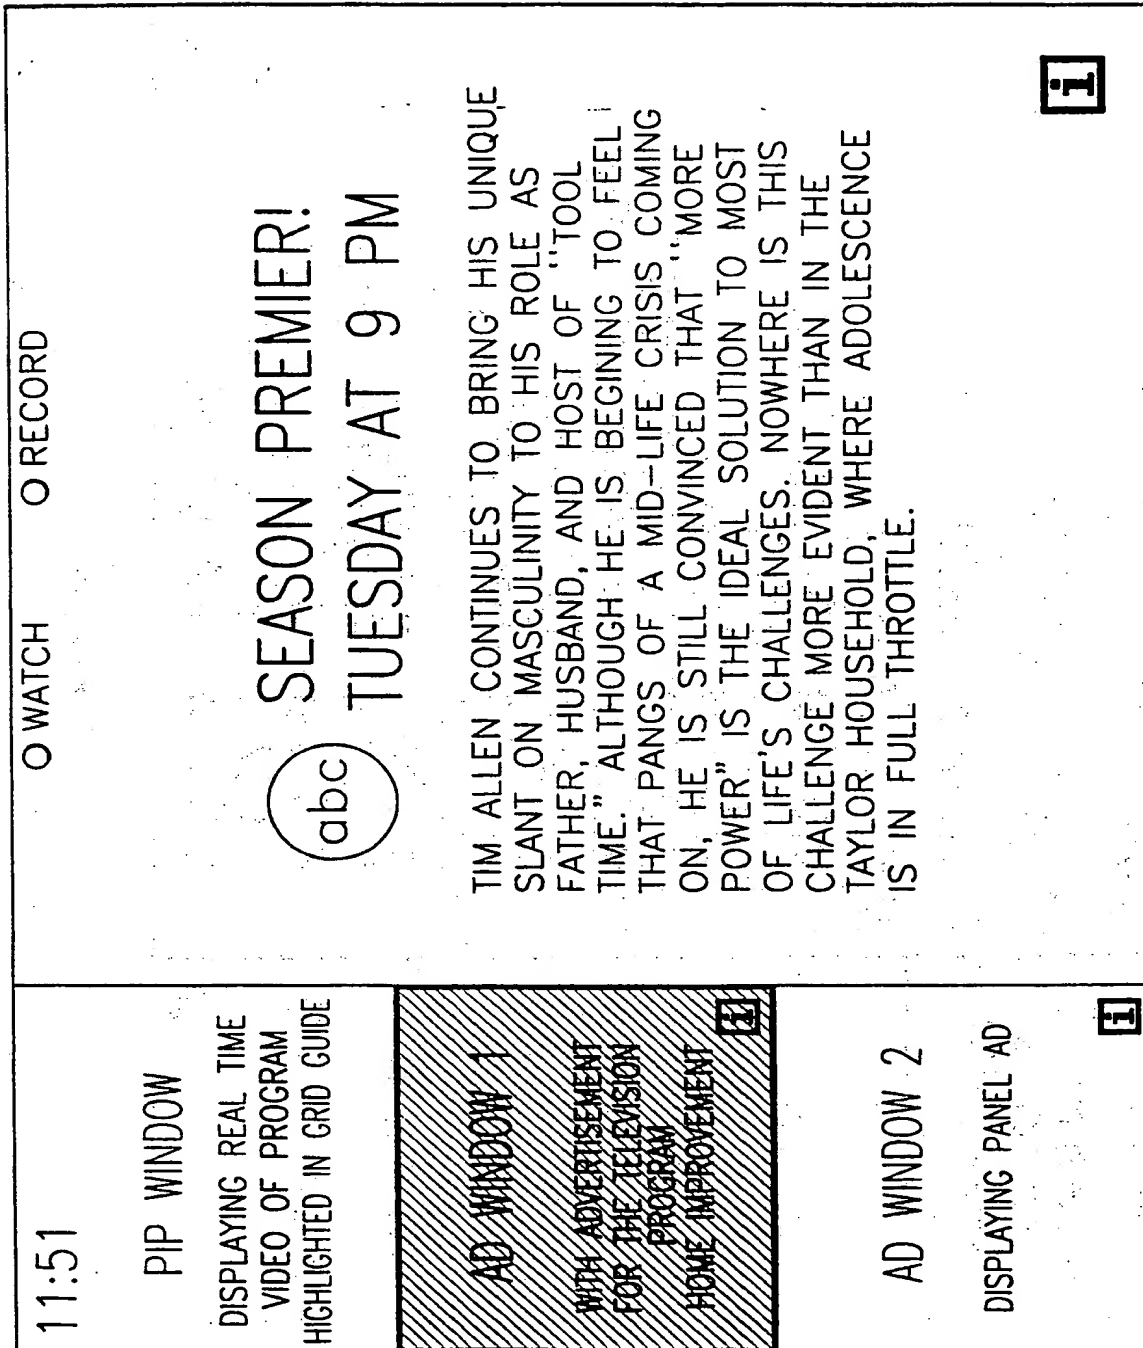 11:51
PIP WINDOW
DISPLAYING REAL TIME
VIDEO OF PROGRAM
HIGHLIGHTED IN GRID GUIDE
AD WINDOW 1
WITH ADVERTISEMENT
FOR THE TELEVISION
PROGRAM
HOME IMPROVEMENT
i
AD WINDOW 2
DISPLAYING PANEL AD
i
O WATCH O RECORD
abc
SEASON PREMIER!
TUESDAY AT 9 PM
TIM ALLEN CONTINUES TO BRING HIS UNIQUE
SLANT ON MASCULINITY TO HIS ROLE AS
FATHER, HUSBAND, AND HOST OF "TOOL
TIME." ALTHOUGH HE IS BEGINING TO FEEL
THAT PANGS OF A MID-LIFE CRISIS COMING
ON, HE IS STILL CONVINCED THAT "MORE
POWER" IS THE IDEAL SOLUTION TO MOST
OF LIFE'S CHALLENGES. NOWHERE IS THIS
CHALLENGE MORE EVIDENT THAN IN THE
TAYLOR HOUSEHOLD, WHERE ADOLESCENCE
IS IN FULL THROTTLE.
i